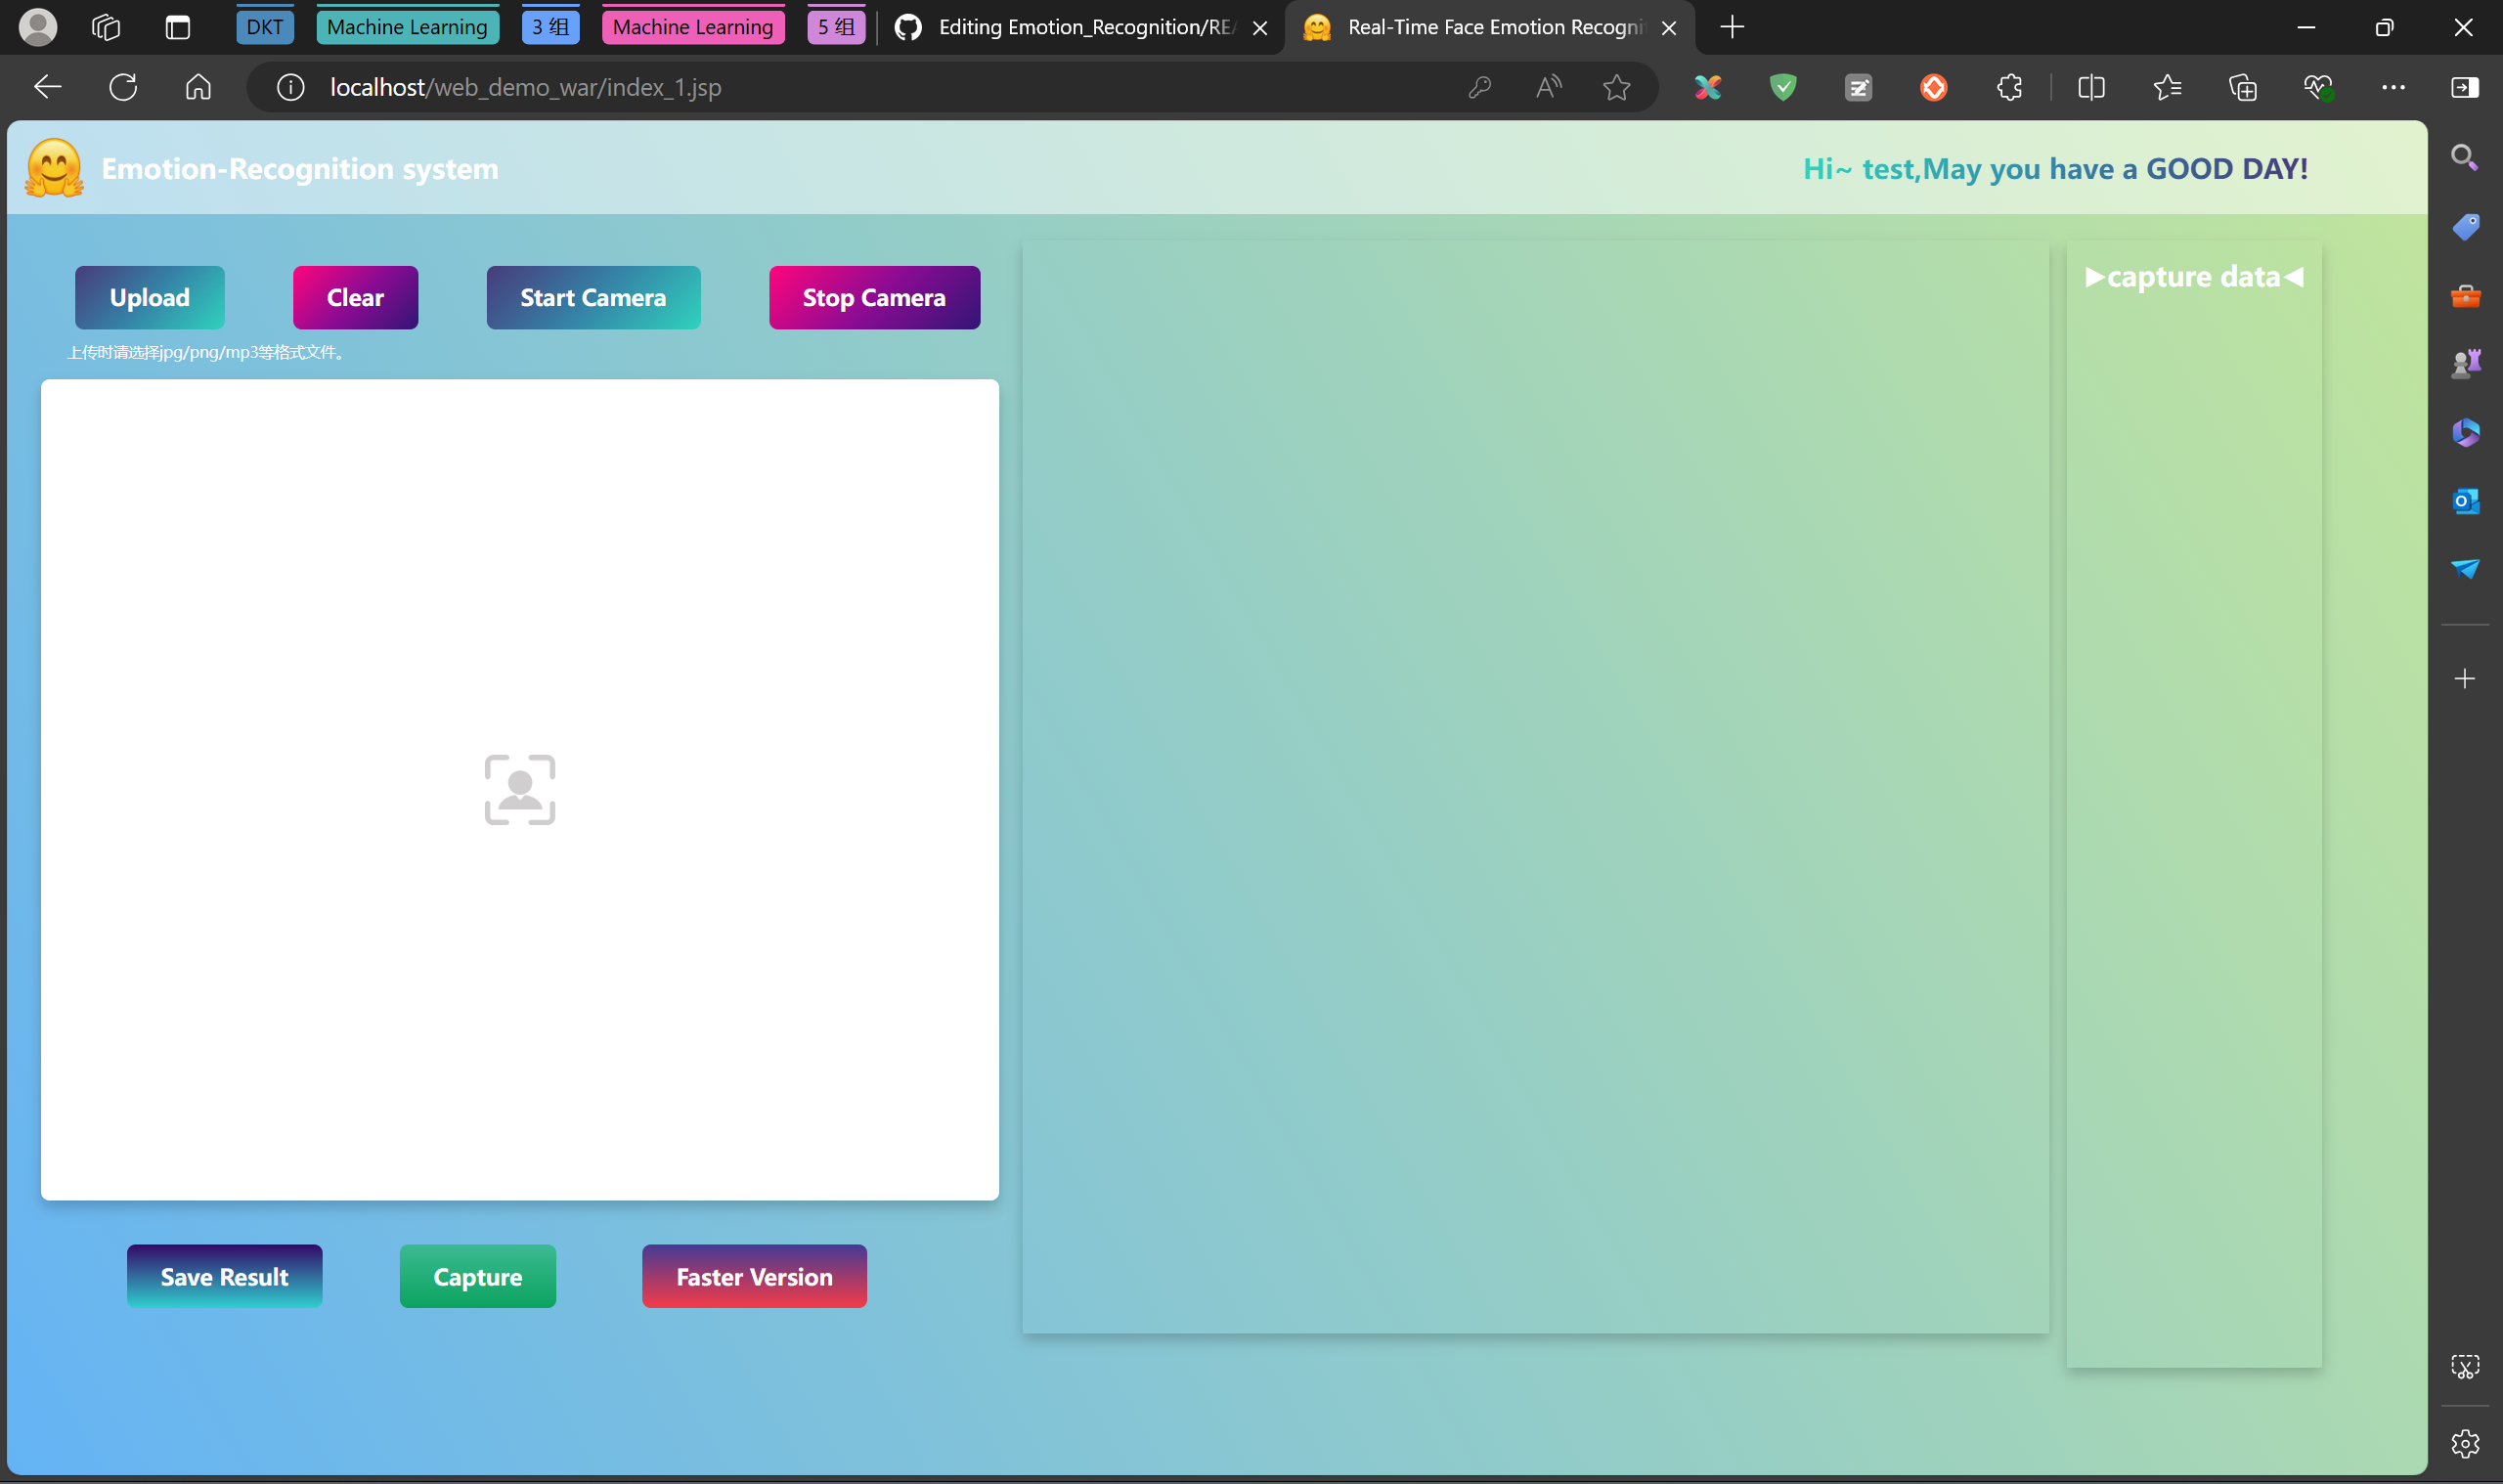 DKT
Machine Learning
3 组
Machine Learning
5 组
Editing Emotion_Recognition/RE
Real-Time Face Emotion Recogni
localhost/web_demo_war/index_1.jsp
Emotion-Recognition system
Hi~ test,May you have a GOOD DAY!
Upload
Clear
Start Camera
Stop Camera
▶capture data◀
上传时请选择jpg/png/mp3等格式文件。
Save Result
Capture
Faster Version